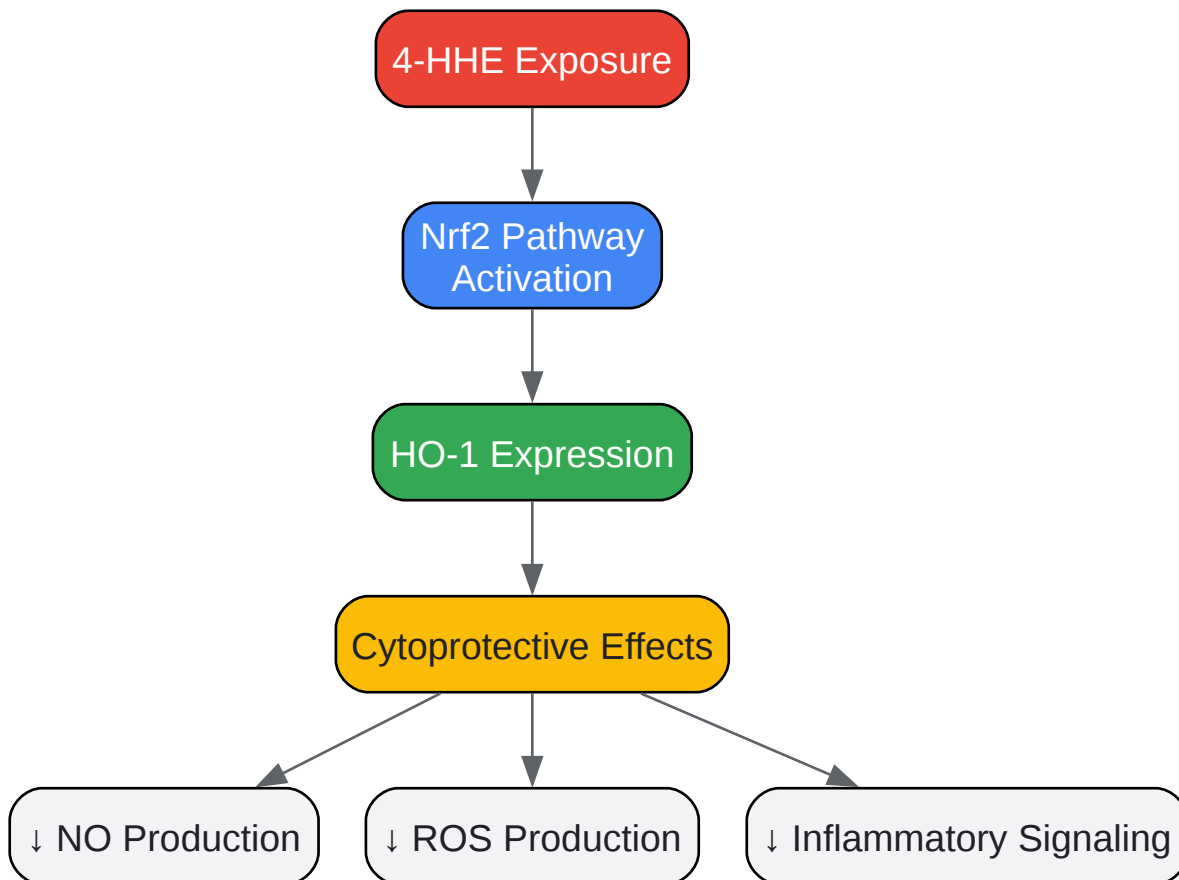 4-HHE Exposure
Nrf2 Pathway
Activation
HO-1 Expression
Cytoprotective Effects
↓ NO Production
↓ ROS Production
↓ Inflammatory Signaling